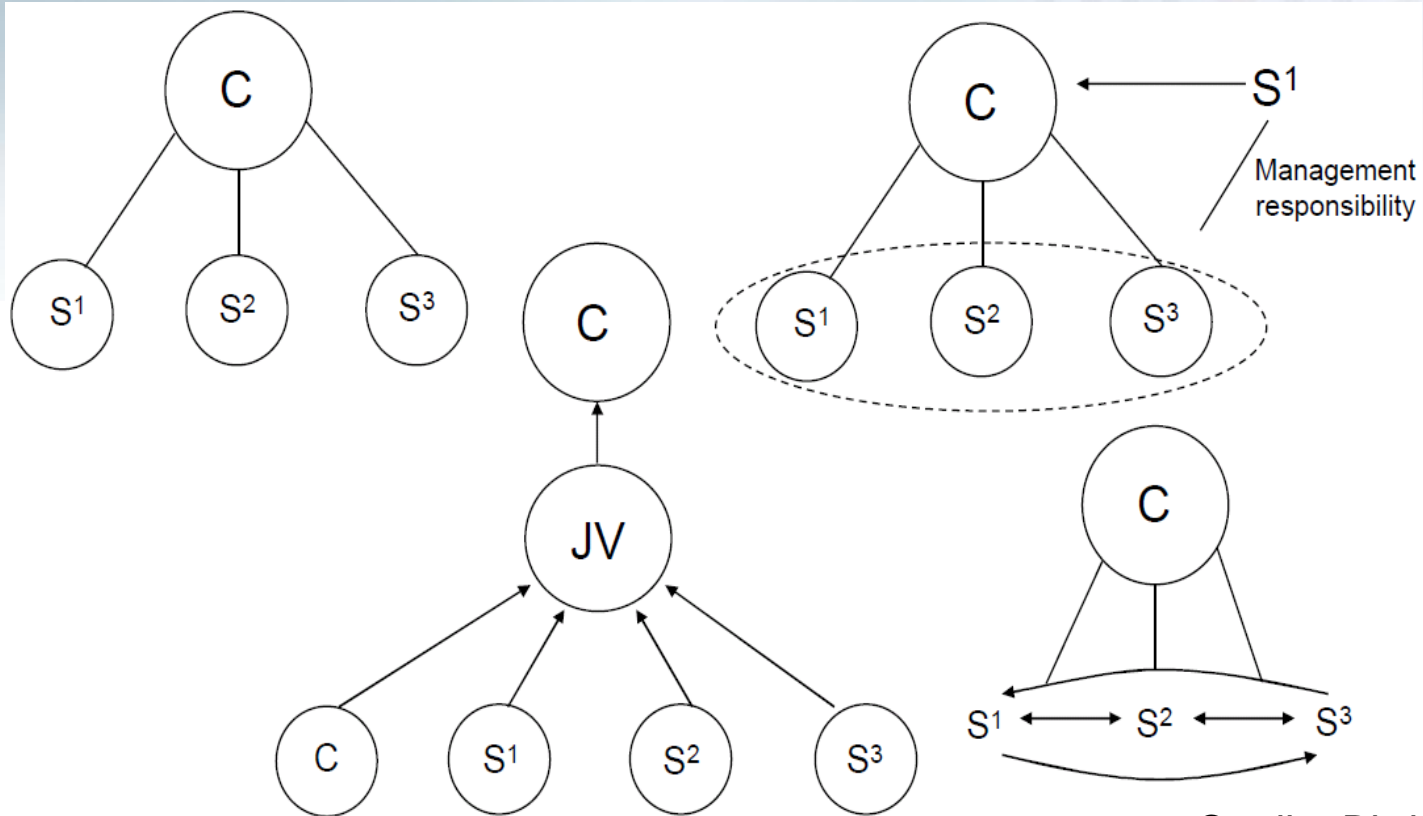 C
S¹
S²
S³
C
S¹
Management
responsibility
S¹
S²
S³
C
JV
C
S¹
S²
S³
C
S¹
S²
S³